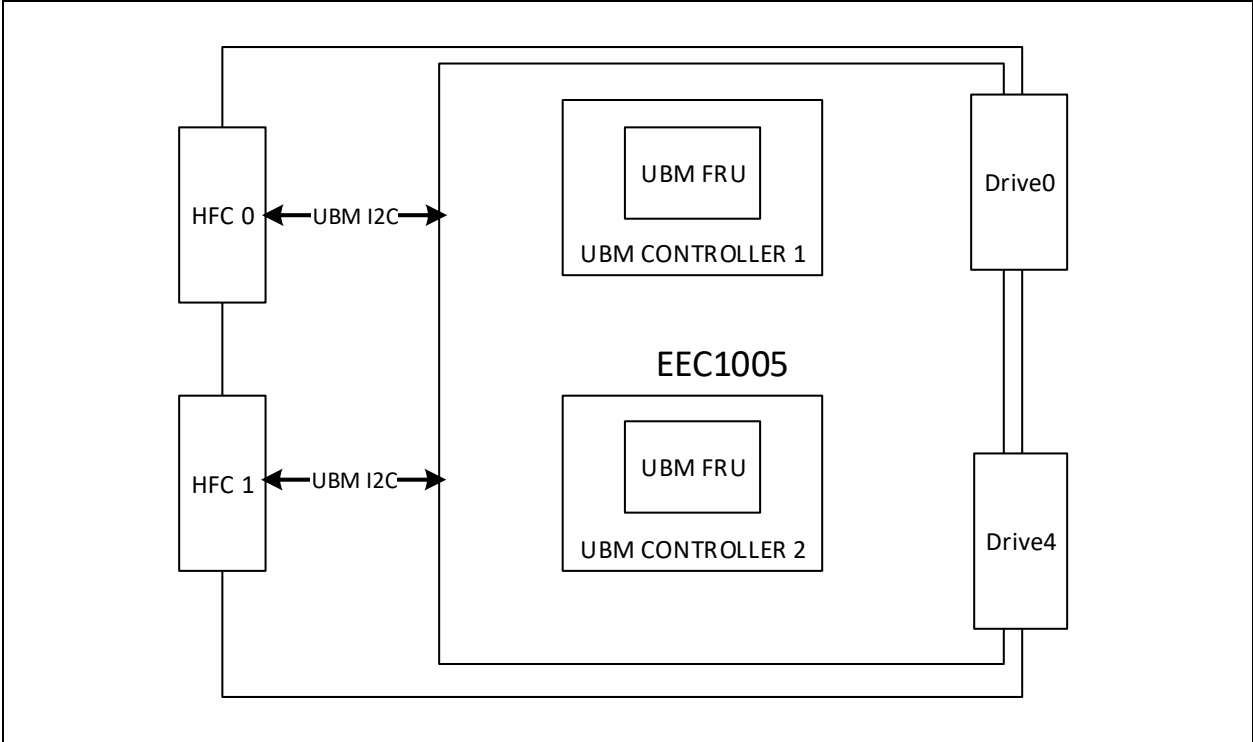 UBM FRU
Drive0
HFC 0
UBM I2C
UBM CONTROLLER 1
EEC1005
UBM FRU
HFC 1
UBM I2C
UBM CONTROLLER 2
Drive4